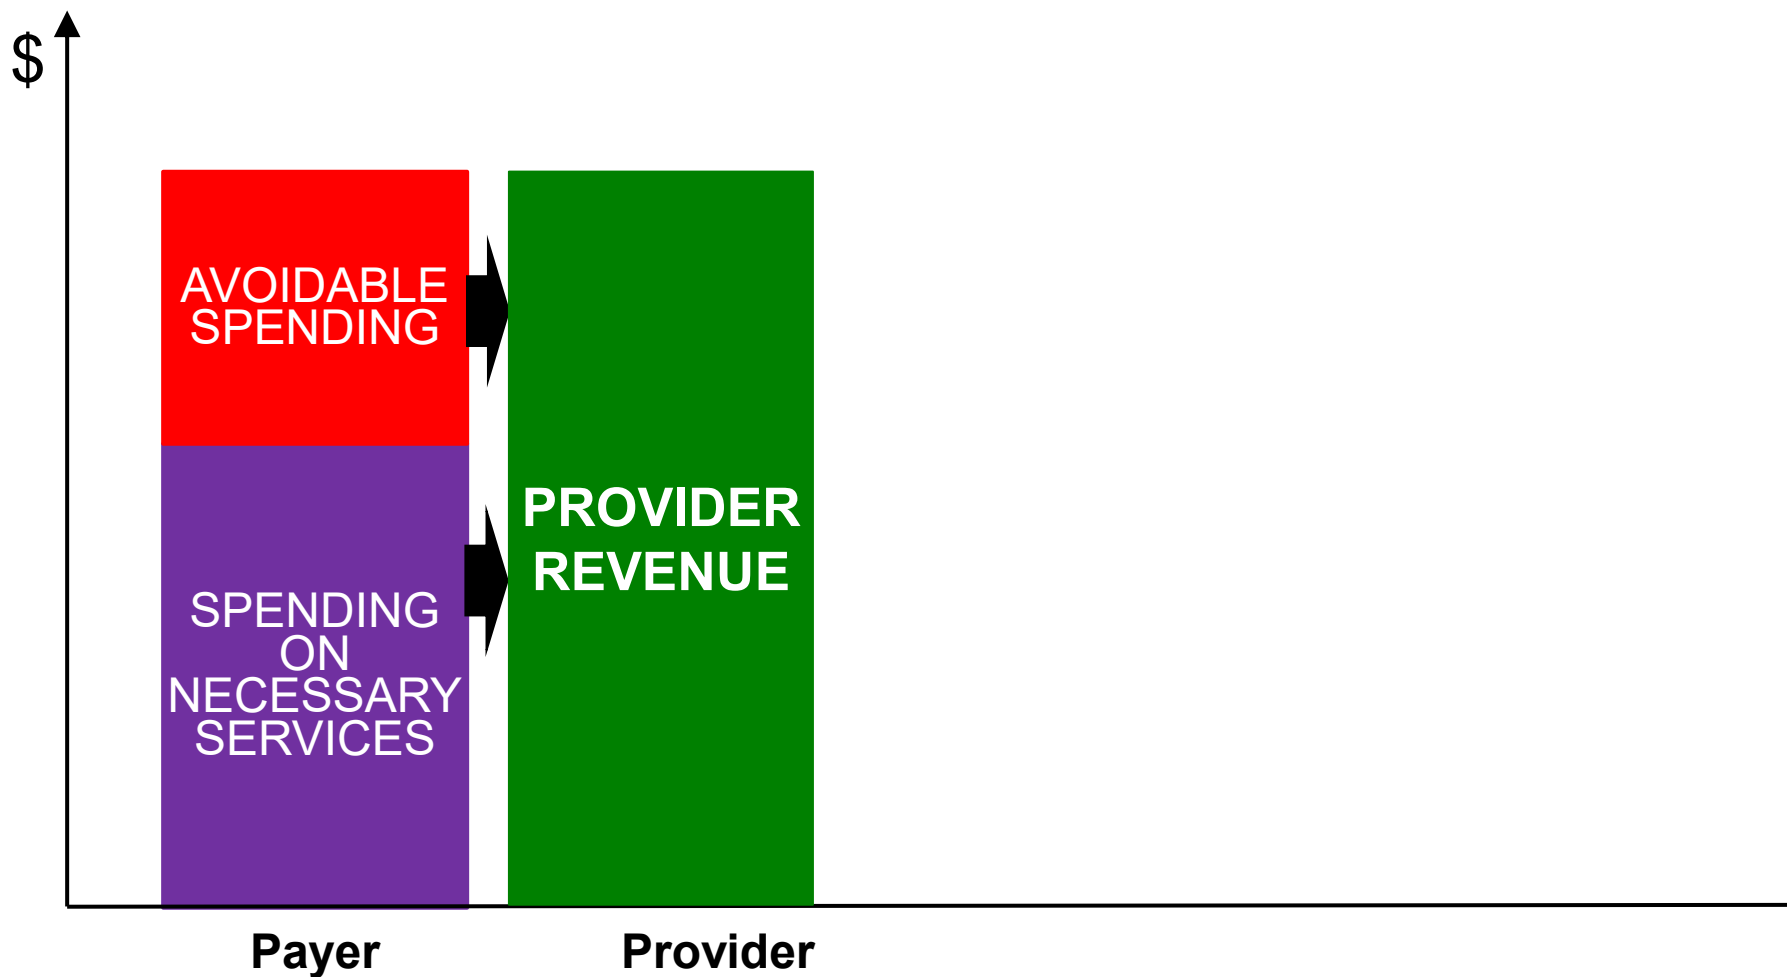 $
AVOIDABLE
SPENDING
SPENDING
ON
NECESSARY
SERVICES
PROVIDER
REVENUE
Payer
Provider